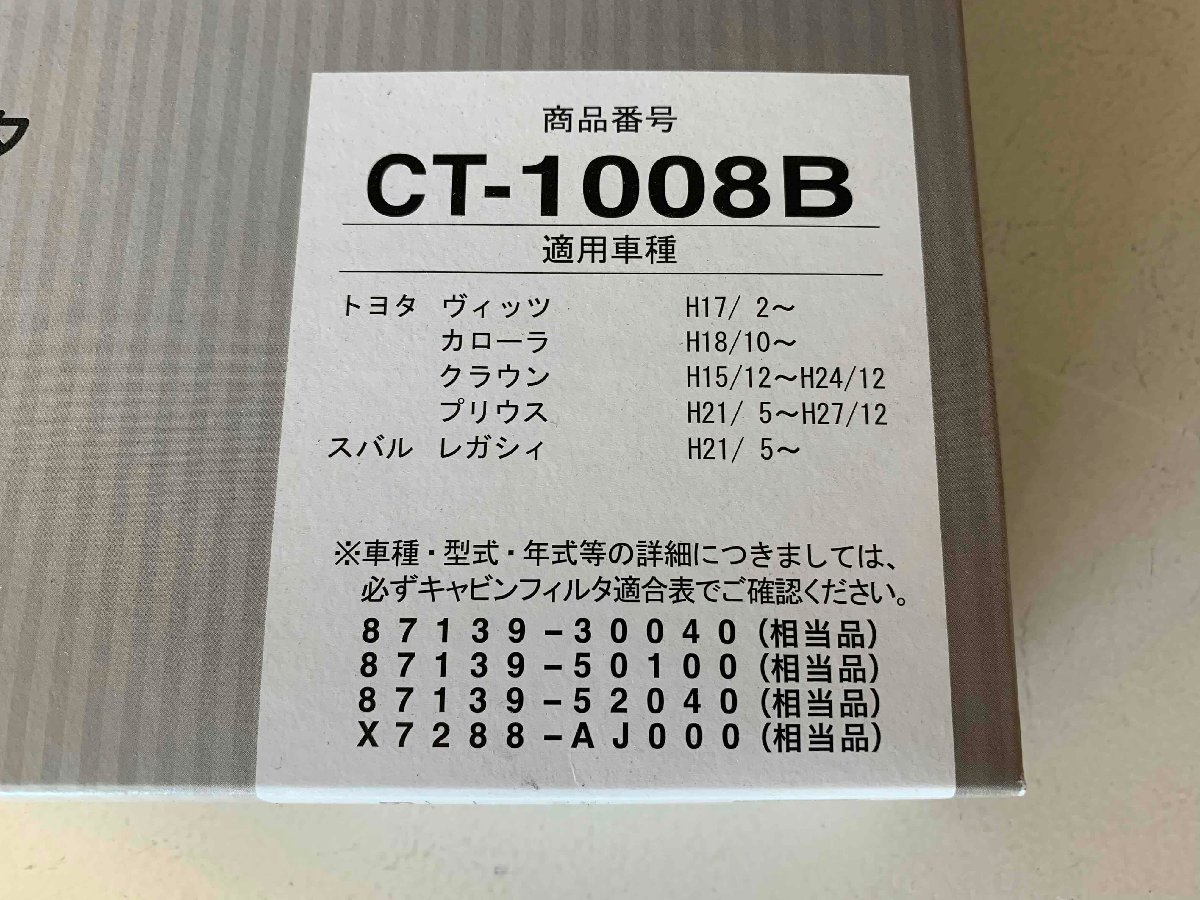 タ
商品番号
CT-1008B
適用車種
トヨタ ヴィッツ H17/ 2～
カローラ H18/10～
クラウン H15/12～H24/12
プリウス H21/ 5～H27/12
スバル レガシィ H21/ 5～
※車種・型式・年式等の詳細につきましては、
必ずキャビンフィルタ適合表でご確認ください。
87139-30040(相当品)
87139-50100(相当品)
87139-52040(相当品)
X7288-AJ000(相当品)